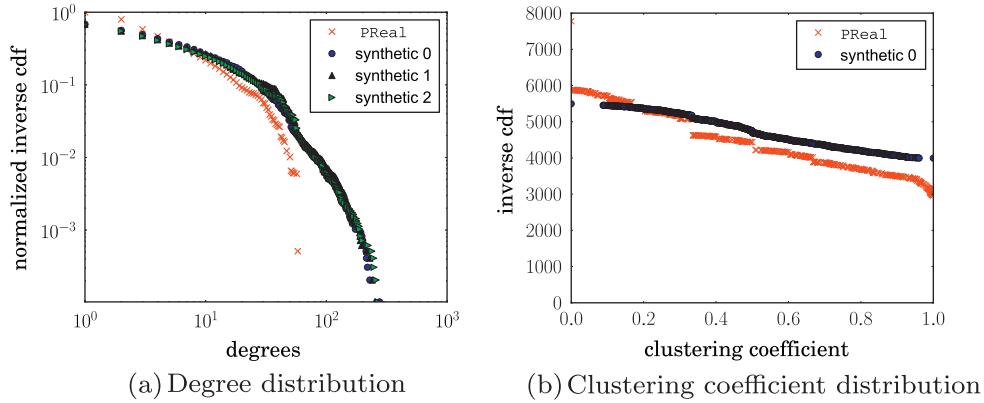 normalized inverse cdf
10^0
10^-1
10^-2
10^-3
10^0
10^1
10^2
10^3
degrees
PReal
synthetic 0
synthetic 1
synthetic 2
(a) Degree distribution
inverse cdf
8000
7000
6000
5000
4000
3000
2000
1000
0
0.0
0.2
0.4
0.6
0.8
1.0
clustering coefficient
PReal
synthetic 0
(b) Clustering coefficient distribution